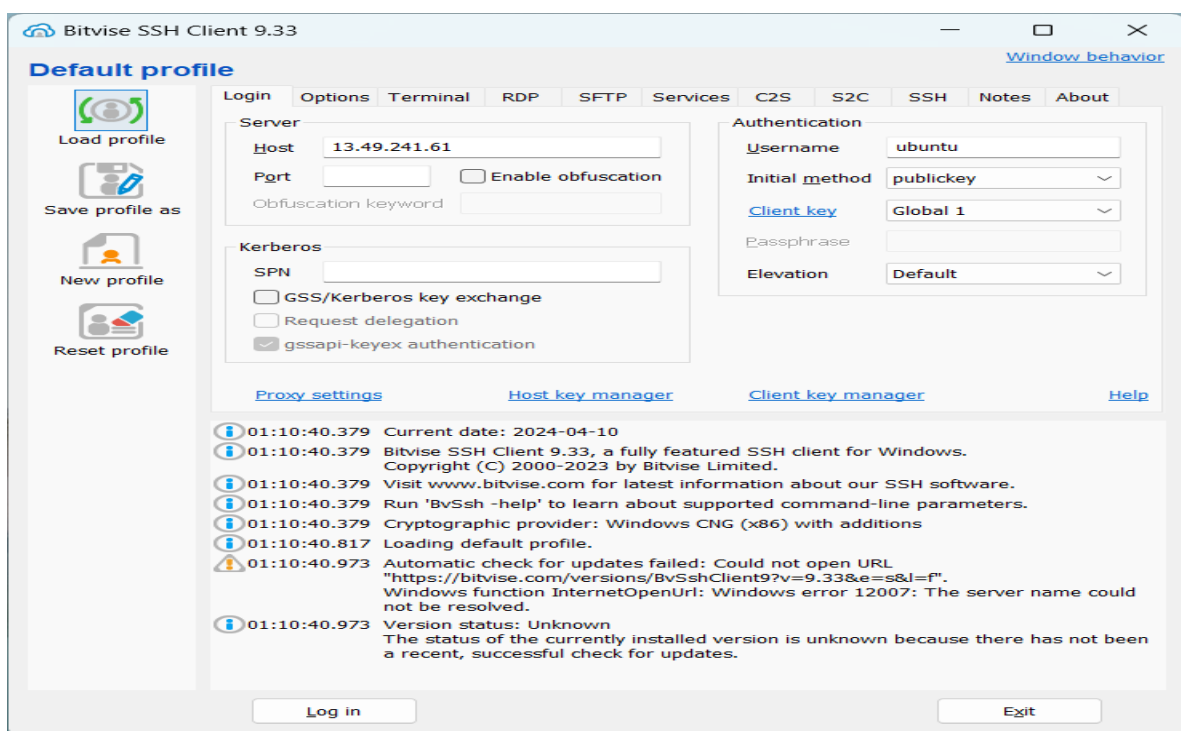 Bitvise SSH Client 9.33
Window behavior
Default profile
Load profile
Save profile as
New profile
Reset profile
Login Options Terminal RDP SFTP Services C2S S2C SSH Notes About
Server
Host 13.49.241.61
Port Enable obfuscation
Obfuscation keyword
Kerberos
SPN
GSS/Kerberos key exchange
Request delegation
gssapi-keyex authentication
Authentication
Username ubuntu
Initial method publickey
Client key Global 1
Passphrase
Elevation Default
Proxy settings Host key manager Client key manager Help
01:10:40.379 Current date: 2024-04-10
01:10:40.379 Bitvise SSH Client 9.33, a fully featured SSH client for Windows.
Copyright (C) 2000-2023 by Bitvise Limited.
01:10:40.379 Visit www.bitvise.com for latest information about our SSH software.
01:10:40.379 Run 'BvSsh -help' to learn about supported command-line parameters.
01:10:40.379 Cryptographic provider: Windows CNG (x86) with additions
01:10:40.817 Loading default profile.
01:10:40.973 Automatic check for updates failed: Could not open URL
"https://bitvise.com/versions/BvSshClient9?v=9.33&e=s&l=f".
Windows function InternetOpenUrl: Windows error 12007: The server name could
not be resolved.
01:10:40.973 Version status: Unknown
The status of the currently installed version is unknown because there has not been
a recent, successful check for updates.
Log in
Exit